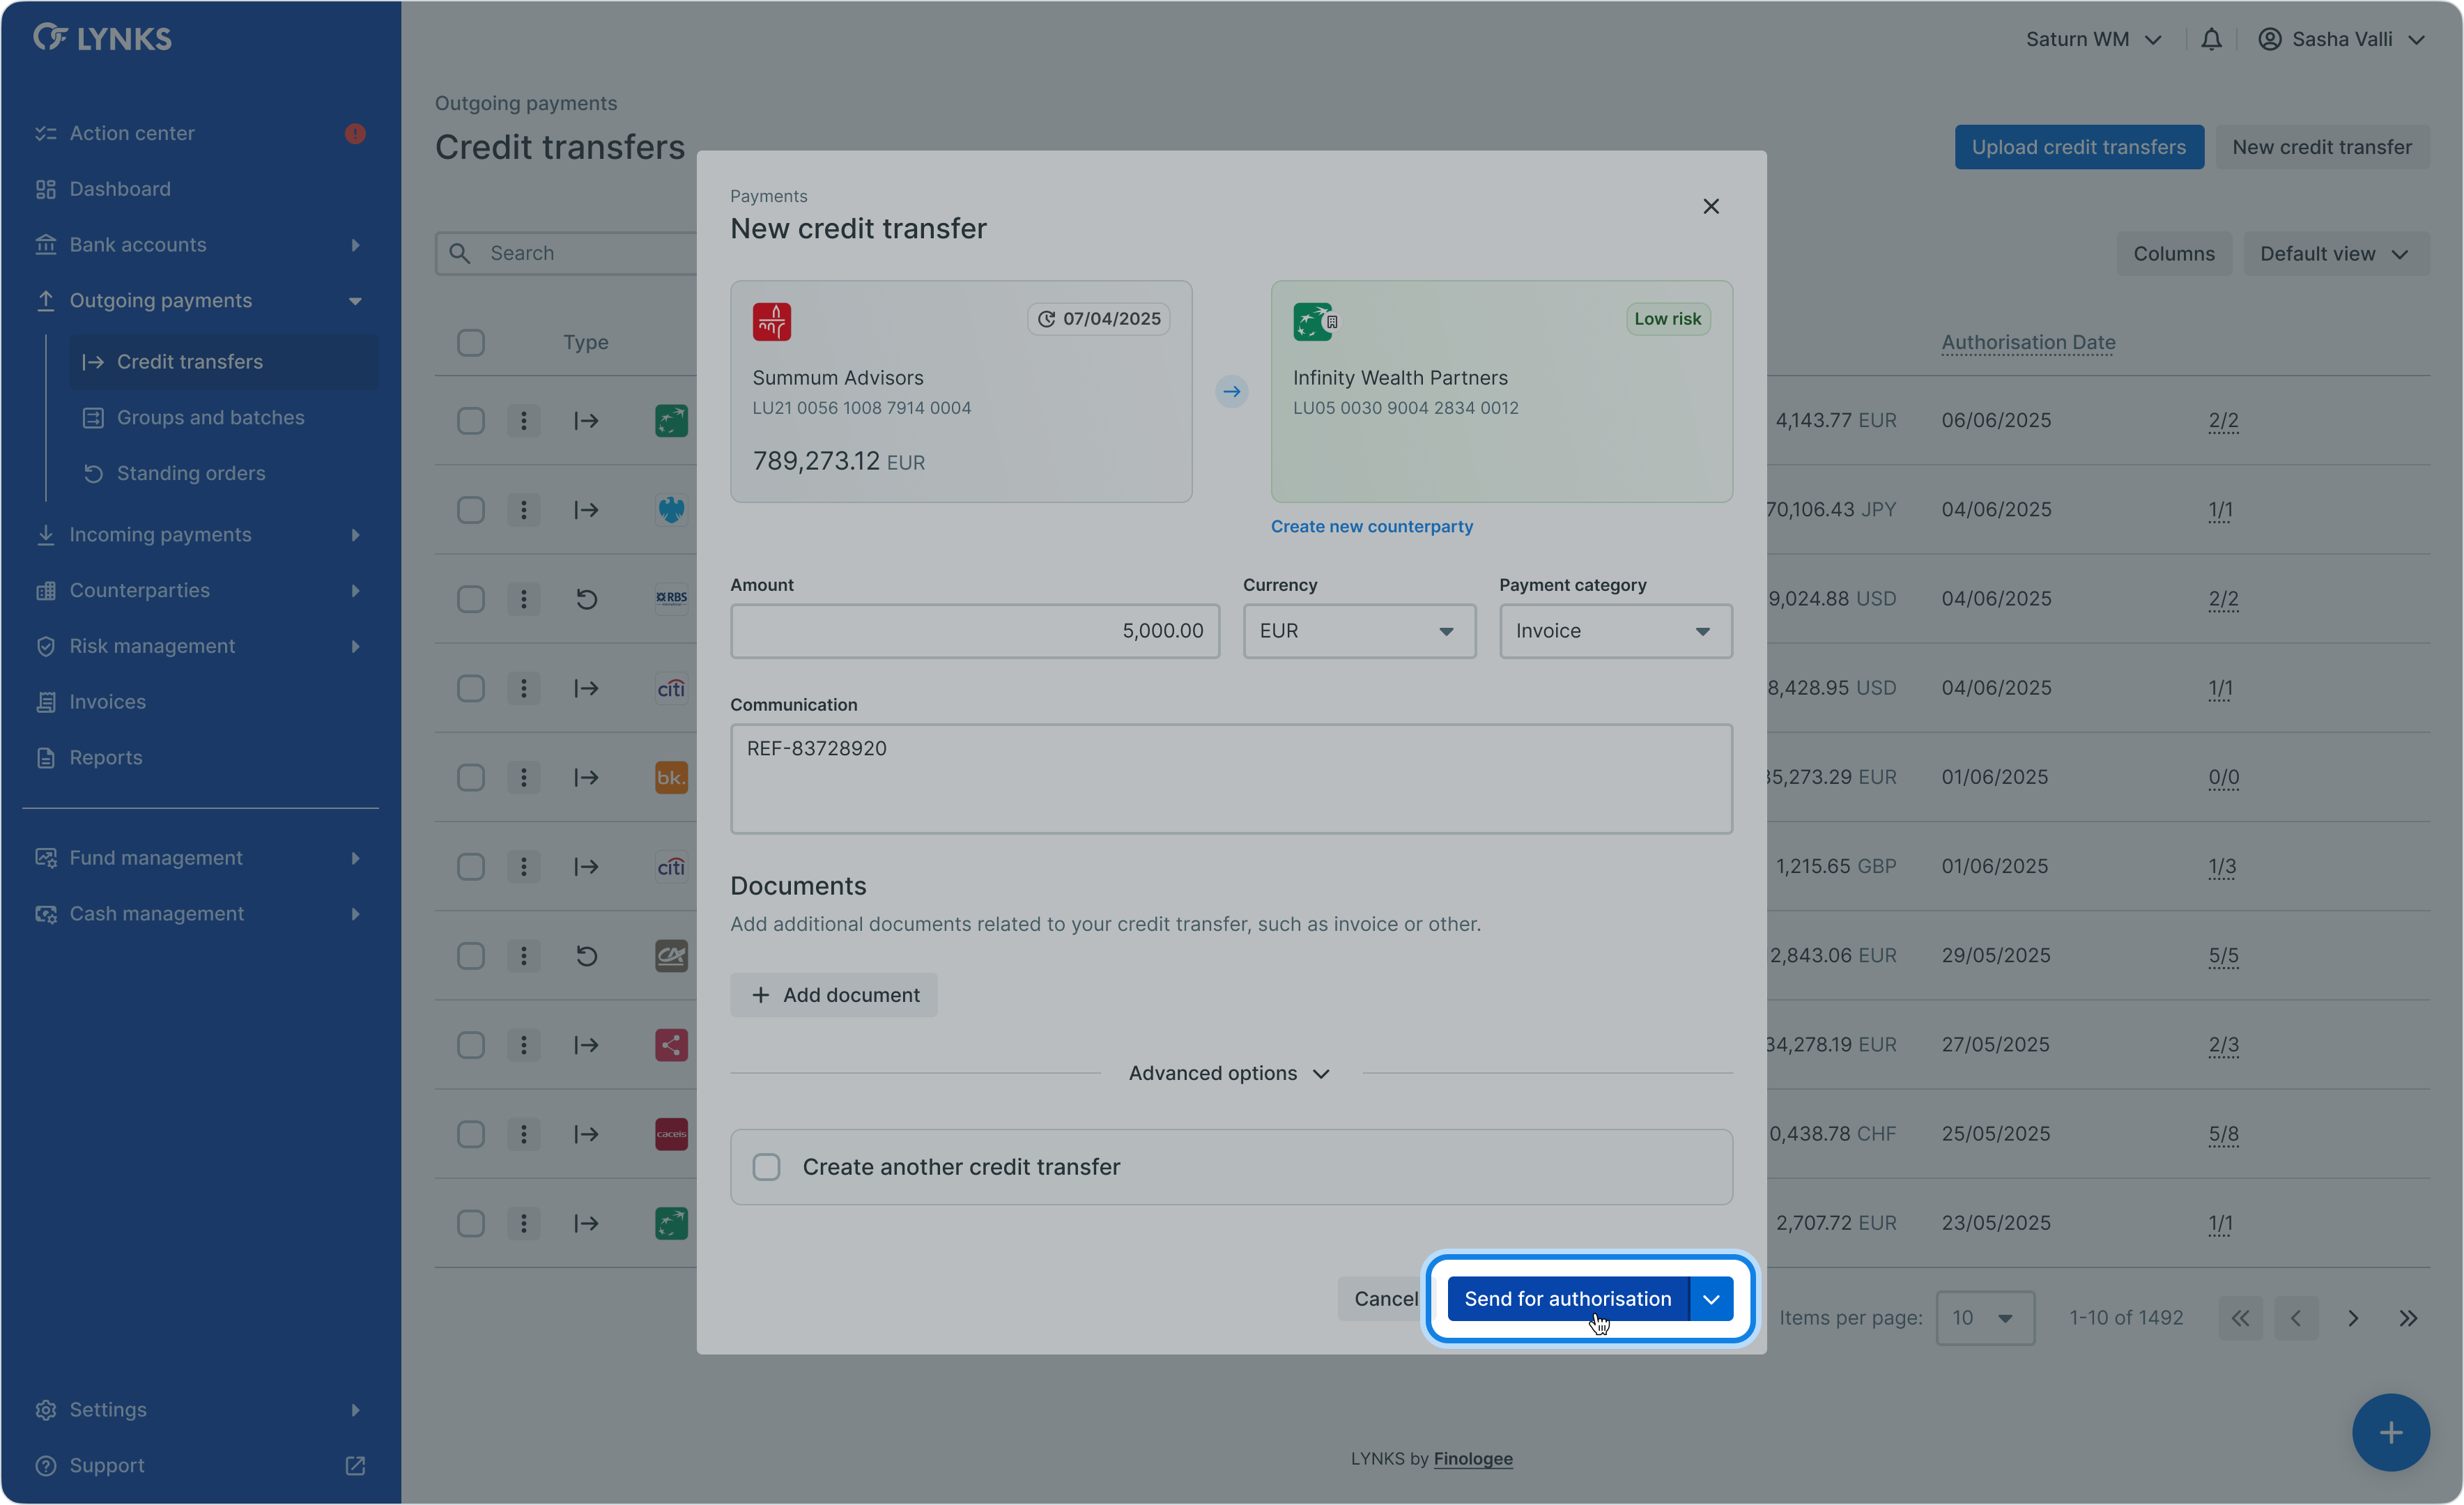 LYNKS
Saturn WM
Sasha Valli
Action center
Dashboard
Bank accounts
Outgoing payments
Credit transfers
Groups and batches
Standing orders
Incoming payments
Counterparties
Risk management
Invoices
Reports
Fund management
Cash management
Settings
Support
Outgoing payments
Credit transfers
Upload credit transfers
New credit transfer
Search
Columns
Default view
Type
Authorisation Date
4,143.77 EUR 06/06/2025 2/2
70,106.43 JPY 04/06/2025 1/1
RBS
9,024.88 USD 04/06/2025 2/2
citi
8,428.95 USD 04/06/2025 1/1
bk.
35,273.29 EUR 01/06/2025 0/0
citi
1,215.65 GBP 01/06/2025 1/3
CA
2,843.06 EUR 29/05/2025 5/5
34,278.19 EUR 27/05/2025 2/3
caceis
0,438.78 CHF 25/05/2025 5/8
2,707.72 EUR 23/05/2025 1/1
Payments
New credit transfer
07/04/2025
Summum Advisors
LU21 0056 1008 7914 0004
789,273.12 EUR
Low risk
Infinity Wealth Partners
LU05 0030 9004 2834 0012
Create new counterparty
Amount
5,000.00
Currency
EUR
Payment category
Invoice
Communication
REF-83728920
Documents
Add additional documents related to your credit transfer, such as invoice or other.
Add document
Advanced options
Create another credit transfer
Cancel
Send for authorisation
Items per page: 10 1-10 of 1492
LYNKS by Finologee